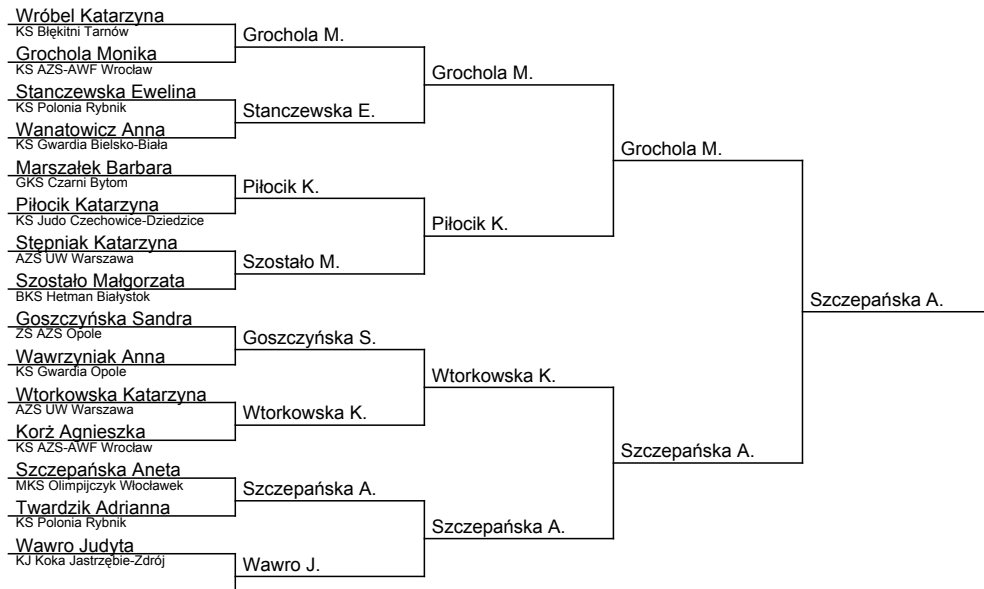 Wróbel Katarzyna
KS Błękitni Tarnów
Grochola M.
Grochola Monika
KS AZS-AWF Wrocław
Grochola M.
Stanczewska Ewelina
KS Polonia Rybnik
Stanczewska E.
Wanatowicz Anna
KS Gwardia Bielsko-Biała
Grochola M.
Marszałek Barbara
GKS Czarni Bytom
Piłocik K.
Piłocik Katarzyna
KS Judo Czechowice-Dziedzice
Piłocik K.
Stępniak Katarzyna
AZS UW Warszawa
Szostało M.
Szostało Małgorzata
BKS Hetman Białystok
Szczepańska A.
Goszczyńska Sandra
ZS AZS Opole
Goszczyńska S.
Wawrzyniak Anna
KS Gwardia Opole
Wtorkowska K.
Wtorkowska Katarzyna
AZS UW Warszawa
Wtorkowska K.
Korż Agnieszka
KS AZS-AWF Wrocław
Szczepańska A.
Szczepańska Aneta
MKS Olimpijczyk Włocławek
Szczepańska A.
Twardzik Adrianna
KS Polonia Rybnik
Szczepańska A.
Wawro Judyta
KJ Koka Jastrzębie-Zdrój
Wawro J.